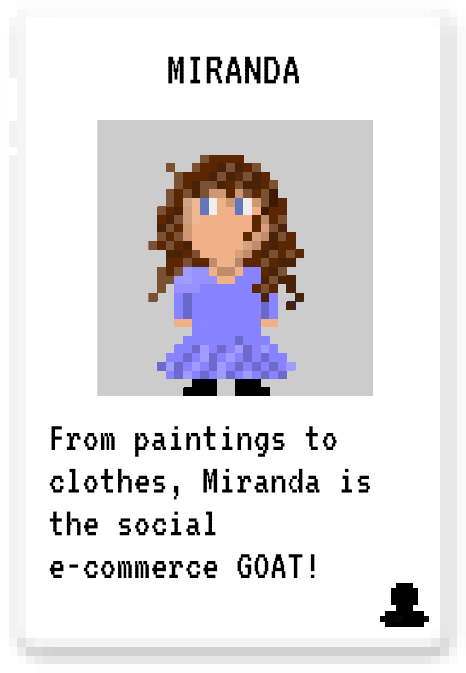 MIRANDA
From paintings to
clothes, Miranda is
the social
e-commerce GOAT!